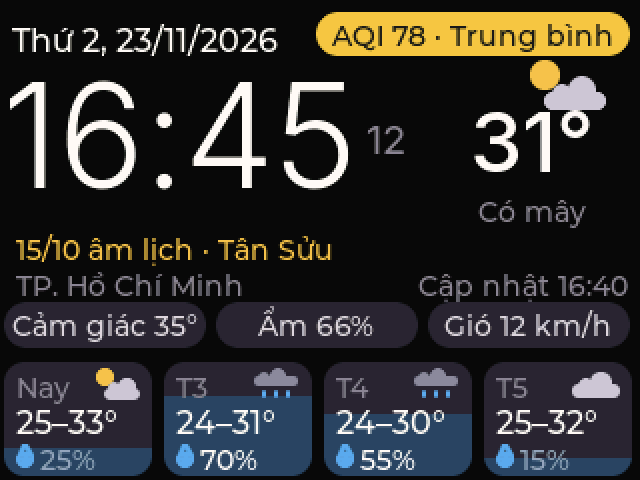 Thứ 2, 23/11/2026
AQI 78 · Trung bình
16:45 12
31°
Có mây
15/10 âm lịch · Tân Sửu
TP. Hồ Chí Minh
Cập nhật 16:40
Cảm giác 35°
Ẩm 66%
Gió 12 km/h
Nay
25–33°
25%
T3
24–31°
70%
T4
24–30°
55%
T5
25–32°
15%